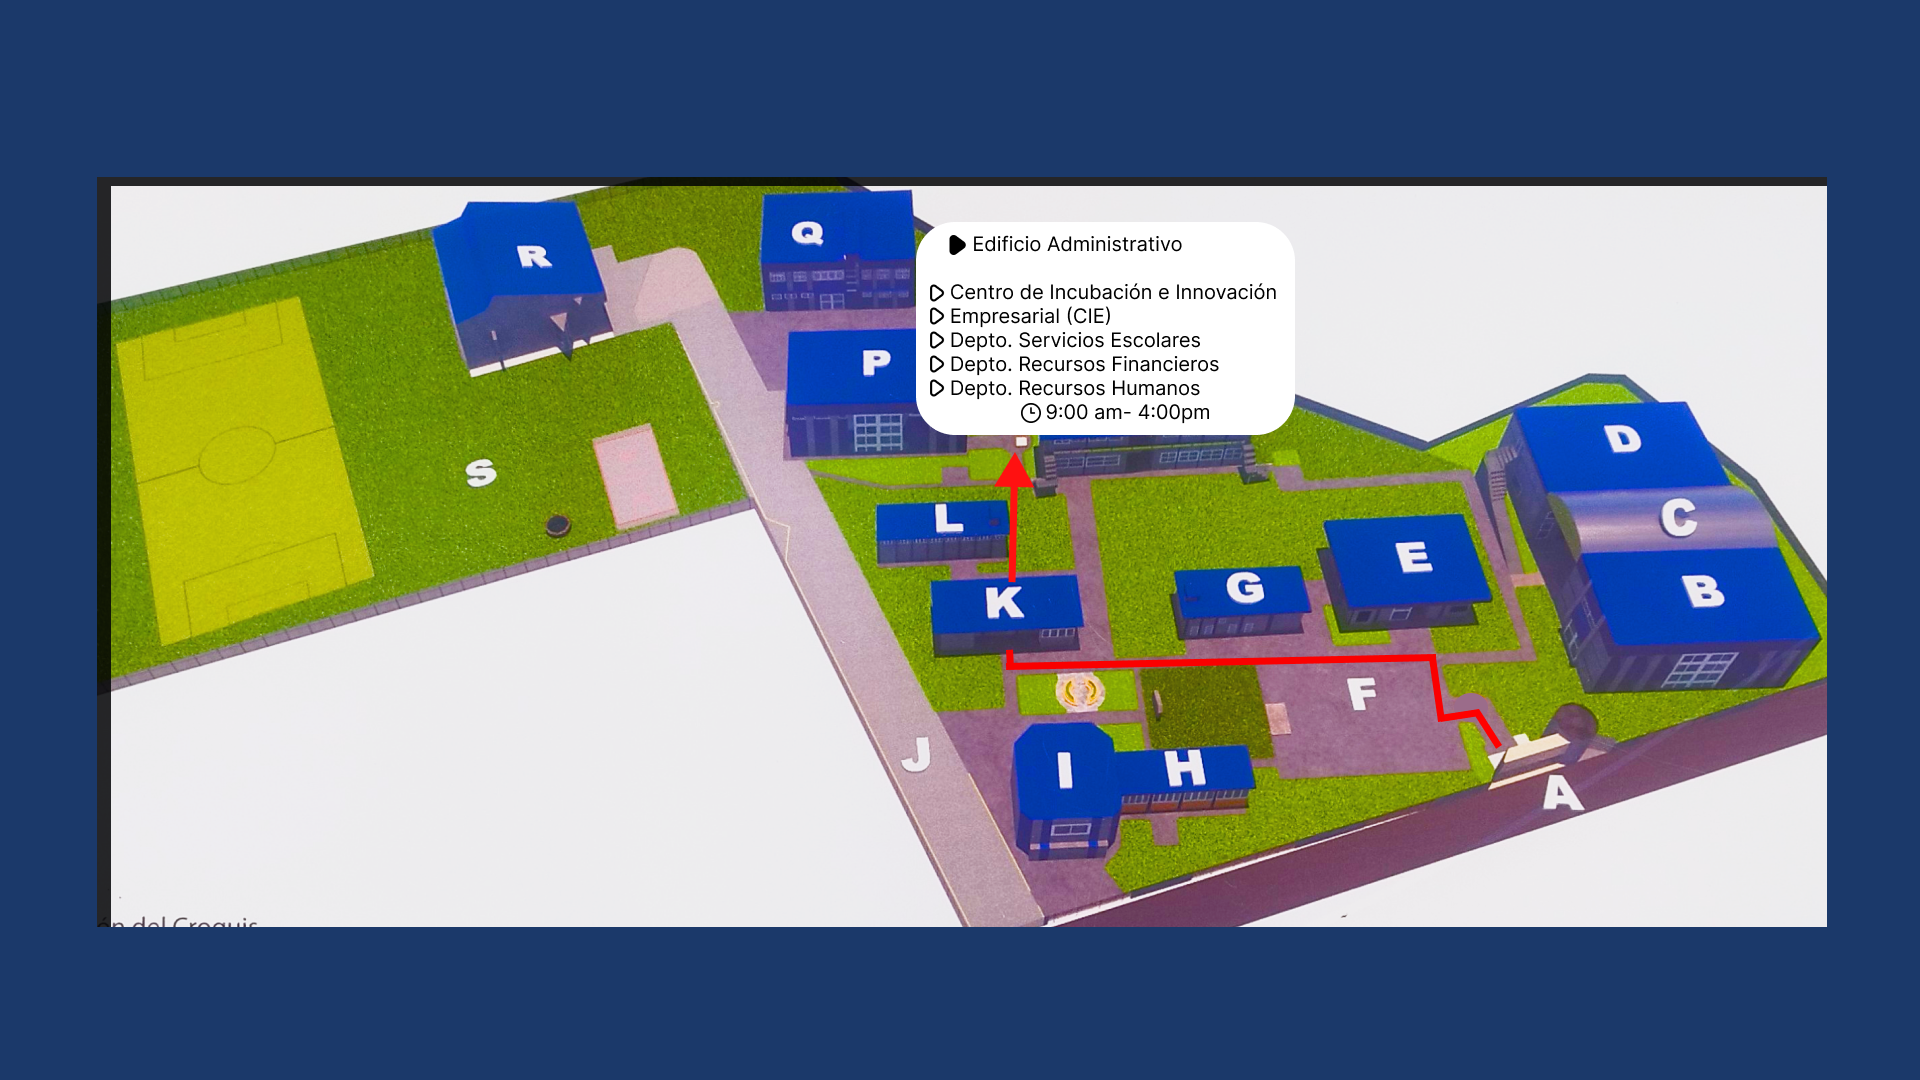 R
Q
Edificio Administrativo
Centro de Incubación e Innovación
Empresarial (CIE)
Depto. Servicios Escolares
Depto. Recursos Financieros
Depto. Recursos Humanos
9:00 am- 4:00pm
P
D
S
L
C
E
G
K
B
F
J
I
H
A
del Croquis